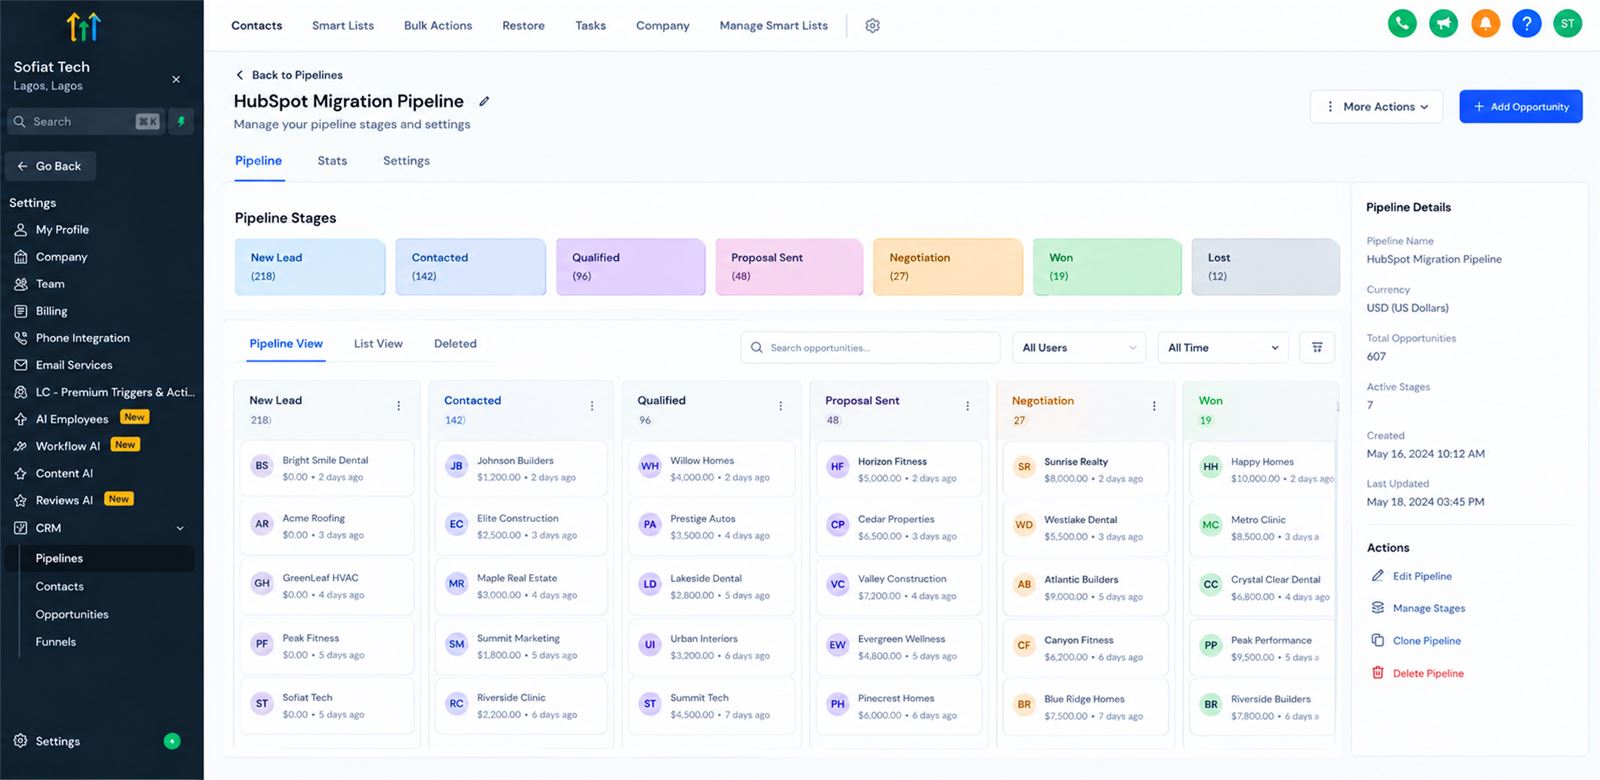 Sofiat Tech
Lagos, Lagos
Search
⌘ K
Go Back
Settings
My Profile
Company
Team
Billing
Phone Integration
Email Services
LC - Premium Triggers & Acti...
AI Employees New
Workflow AI New
Content AI
Reviews AI New
CRM
Pipelines
Contacts
Opportunities
Funnels
Settings
Contacts Smart Lists Bulk Actions Restore Tasks Company Manage Smart Lists
? ST
Back to Pipelines
HubSpot Migration Pipeline
Manage your pipeline stages and settings
More Actions
+ Add Opportunity
Pipeline Stats Settings
Pipeline Stages
New Lead
(218)
Contacted
(142)
Qualified
(96)
Proposal Sent
(48)
Negotiation
(27)
Won
(19)
Lost
(12)
Pipeline View List View Deleted
Search opportunities...
All Users
All Time
New Lead
218)
BS Bright Smile Dental
$0.00 • 2 days ago
AR Acme Roofing
$0.00 • 3 days ago
GH GreenLeaf HVAC
$0.00 • 4 days ago
PF Peak Fitness
$0.00 • 5 days ago
ST Sofiat Tech
$0.00 • 5 days ago
Contacted
142)
JB Johnson Builders
$1,200.00 • 2 days ago
EC Elite Construction
$2,500.00 • 3 days ago
MR Maple Real Estate
$3,000.00 • 4 days ago
SM Summit Marketing
$1,800.00 • 5 days ago
RC Riverside Clinic
$2,200.00 • 6 days ago
Qualified
96
WH Willow Homes
$4,000.00 • 2 days ago
PA Prestige Autos
$3,500.00 • 4 days ago
LD Lakeside Dental
$2,800.00 • 5 days ago
UI Urban Interiors
$3,200.00 • 6 days ago
ST Summit Tech
$4,500.00 • 7 days ago
Proposal Sent
48)
HF Horizon Fitness
$5,000.00 • 2 days ago
CP Cedar Properties
$6,500.00 • 3 days ago
VC Valley Construction
$7,200.00 • 4 days ago
EW Evergreen Wellness
$4,800.00 • 5 days ago
PH Pinecrest Homes
$6,000.00 • 6 days ago
Negotiation
27
SR Sunrise Realty
$8,000.00 • 2 days ago
WD Westlake Dental
$5,500.00 • 3 days ago
AB Atlantic Builders
$9,000.00 • 5 days ago
CF Canyon Fitness
$6,200.00 • 6 days ago
BR Blue Ridge Homes
$7,500.00 • 7 days ago
Won
19
HH Happy Homes
$10,000.00 • 2 days ago
MC Metro Clinic
$8,500.00 • 3 days a
CC Crystal Clear Dental
$6,800.00 • 4 days ago
PP Peak Performance
$9,500.00 • 5 days a
BR Riverside Builders
$7,800.00 • 6 days a
Pipeline Details
Pipeline Name
HubSpot Migration Pipeline
Currency
USD (US Dollars)
Total Opportunities
607
Active Stages
7
Created
May 16, 2024 10:12 AM
Last Updated
May 18, 2024 03:45 PM
Actions
Edit Pipeline
Manage Stages
Clone Pipeline
Delete Pipeline